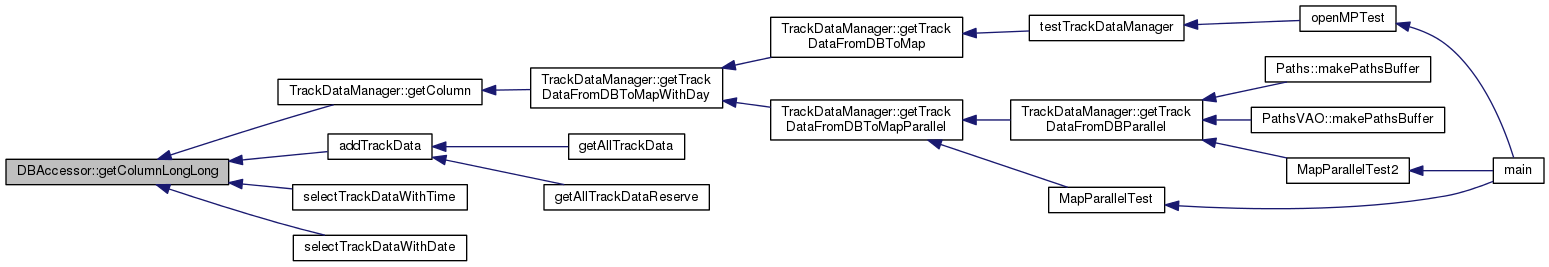 DBAccessor::getColumnLongLong
TrackDataManager::getColumn
addTrackData
selectTrackDataWithTime
selectTrackDataWithDate
TrackDataManager::getTrack
DataFromDBToMapWithDay
getAllTrackData
getAllTrackDataReserve
TrackDataManager::getTrack
DataFromDBToMap
TrackDataManager::getTrack
DataFromDBToMapParallel
testTrackDataManager
TrackDataManager::getTrack
DataFromDBParallel
MapParallelTest
openMPTest
Paths::makePathsBuffer
PathsVAO::makePathsBuffer
MapParallelTest2
main